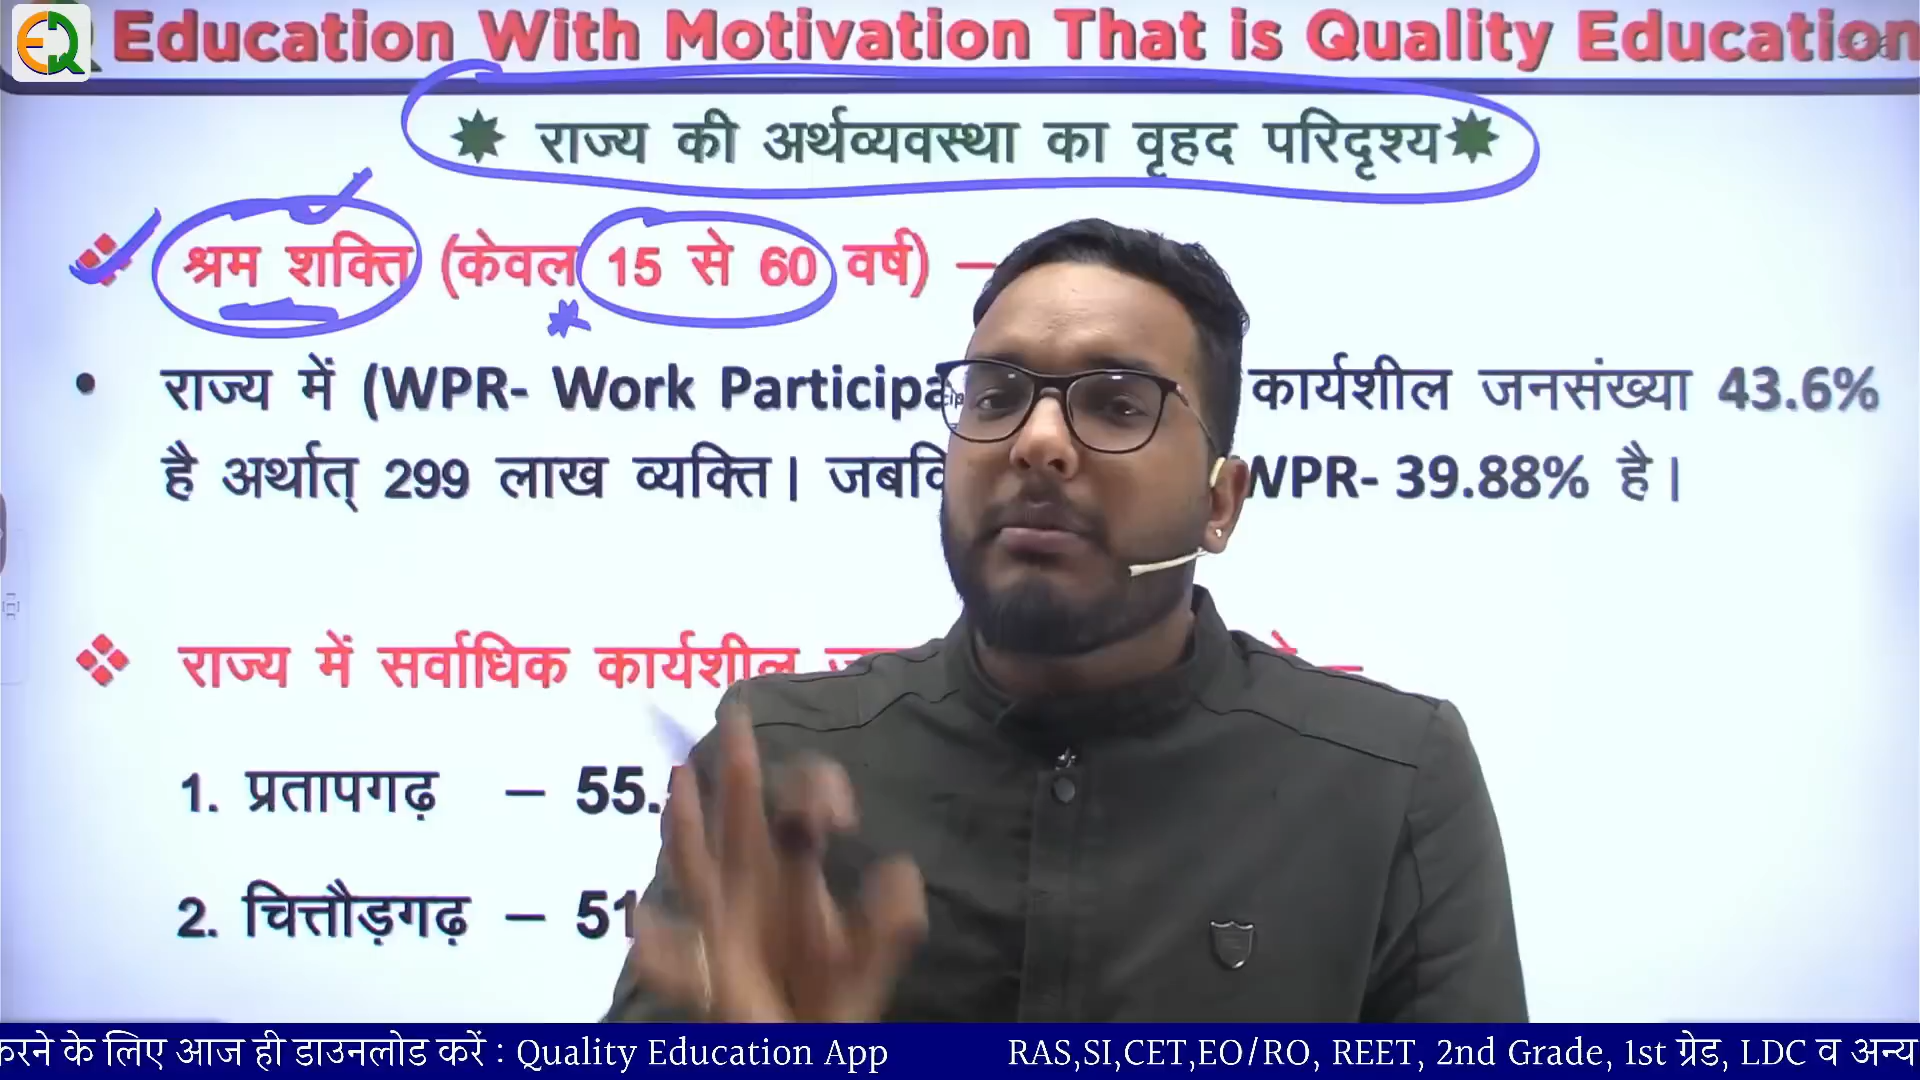 Education With Motivation That is Quality Education
राज्य की अर्थव्यवस्था का वृहद परिदृश्य
श्रम शक्ति (केवल 15 से 60 वर्ष) –
• राज्य में (WPR- Work कार्यशील जनसंख्या 43.6%
है अर्थात् 299 लाख व्यक्ति। WPR- 39.88% है।
राज्य में सर्वाधिक कार्यशील
1. प्रतापगढ़ – 55.
2. चित्तौड़गढ़ – 51
करने के लिए आज ही डाउनलोड करें : Quality Education App RAS,SI,CET,EO/RO, REET, 2nd Grade, 1st ग्रेड, LDC व अन्य